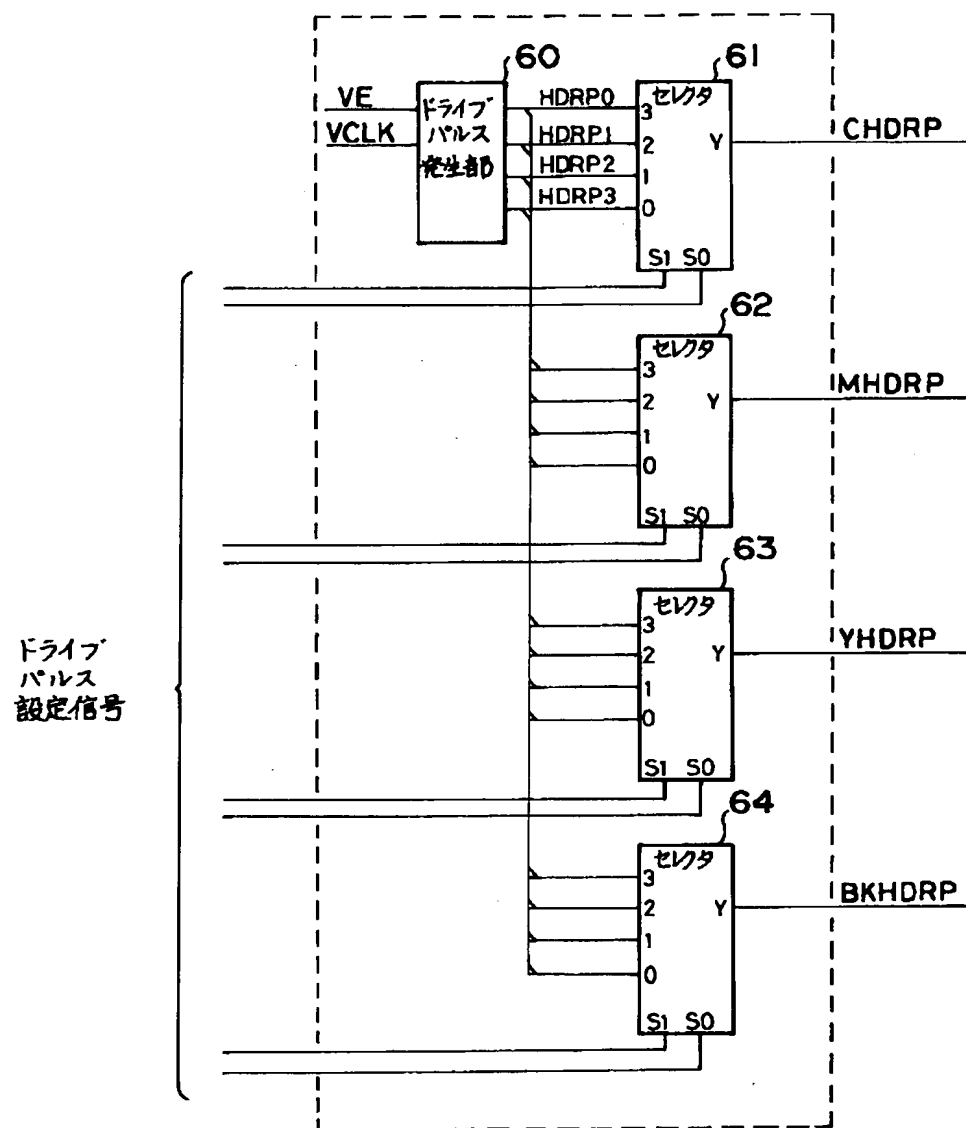 60
61
VE
VCLK
ドライブ
パルス
発生部
HDRP0
HDRP1
HDRP2
HDRP3
セレクタ
3
2
1
0
Y
S1 S0
CHDRP
62
セレクタ
3
2
1
0
Y
S1 S0
MHDRP
63
セレクタ
3
2
1
0
Y
S1 S0
YHDRP
ドライブ
パルス
設定信号
64
セレクタ
3
2
1
0
Y
S1 S0
BKHDRP